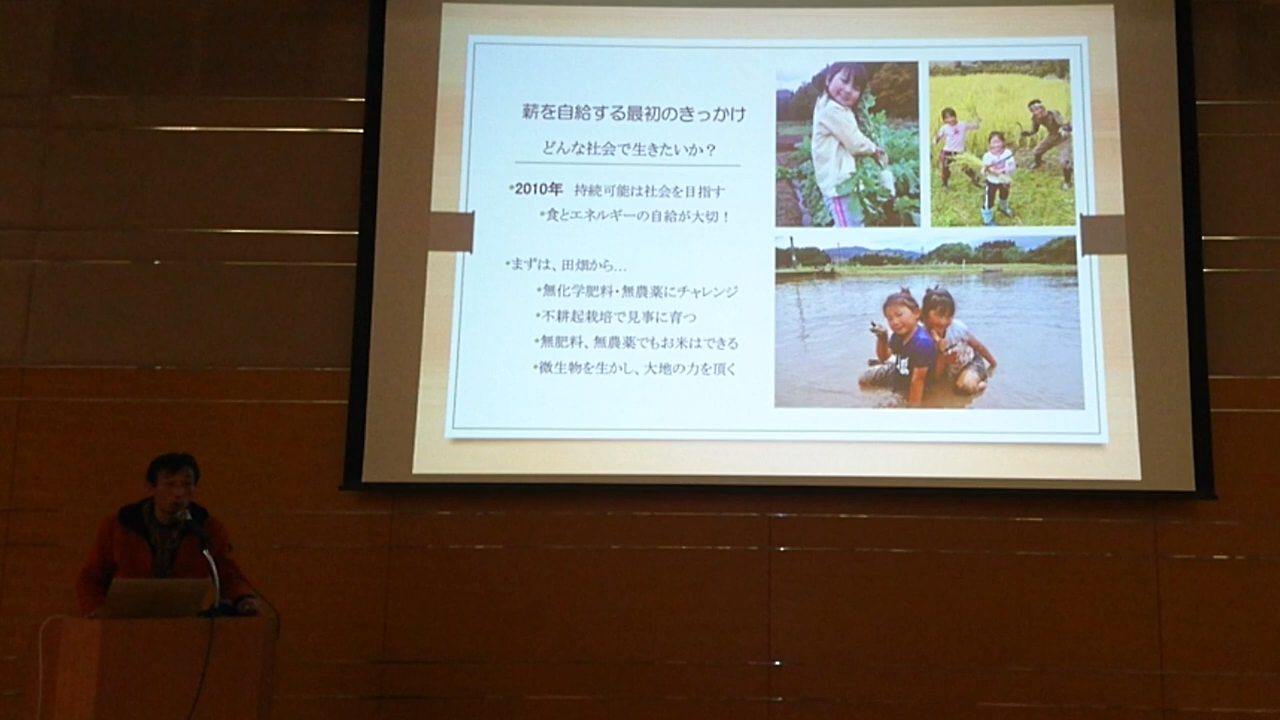 薪を自給する最初のきっかけ
どんな社会で生きたいか？
•2010年 持続可能は社会を目指す
•食とエネルギーの自給が大切！
•まずは、田畑から…
•無化学肥料・無農薬にチャレンジ
•不耕起栽培で見事に育つ
•無肥料、無農薬でもお米はできる
•微生物を生かし、大地の力を頂く